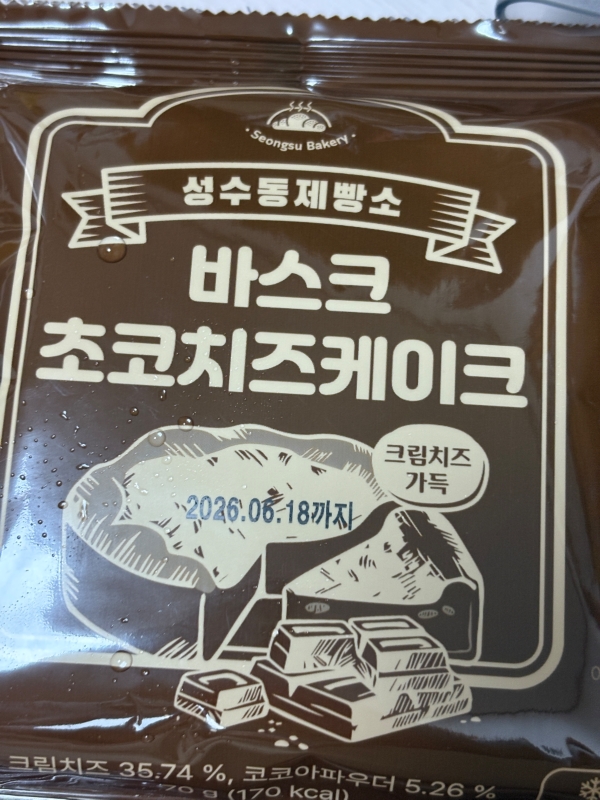 Seongsu Bakery
성수동제빵소
바스크
초코치즈케이크
크림치즈
가득
2026.06.18까지
크림치즈 35.74 %, 코코아파우더 5.26 %
(170 kcal)